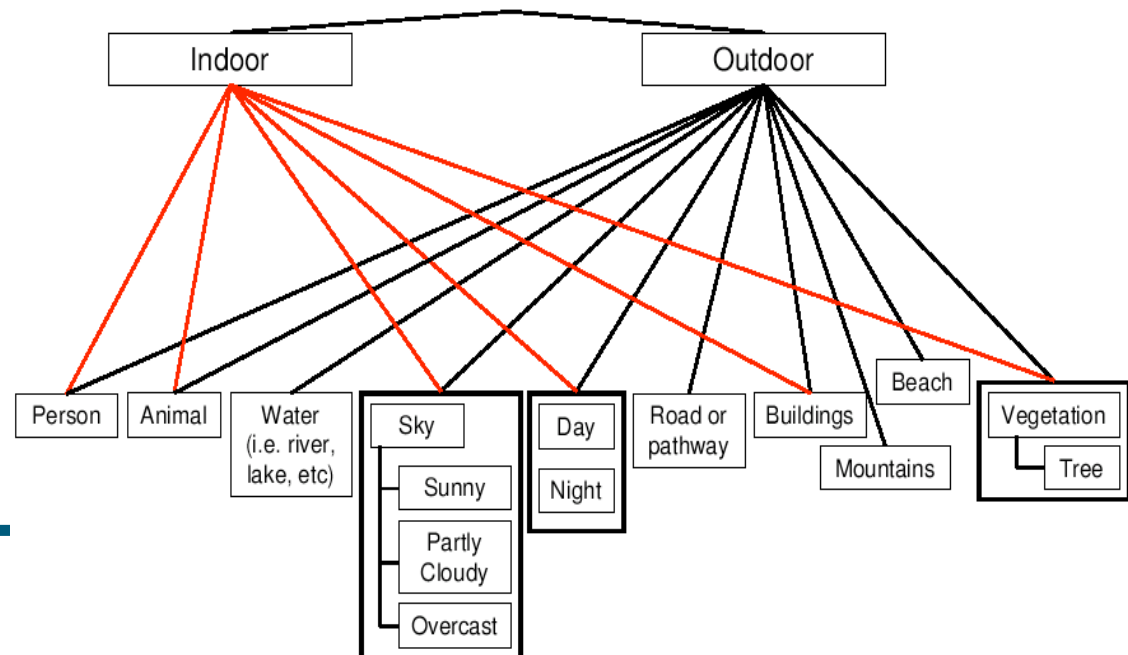 Indoor
Outdoor
Person
Animal
Water
(i.e. river,
lake, etc)
Sky
Sunny
Partly
Cloudy
Overcast
Day
Night
Road or
pathway
Buildings
Mountains
Beach
Vegetation
Tree